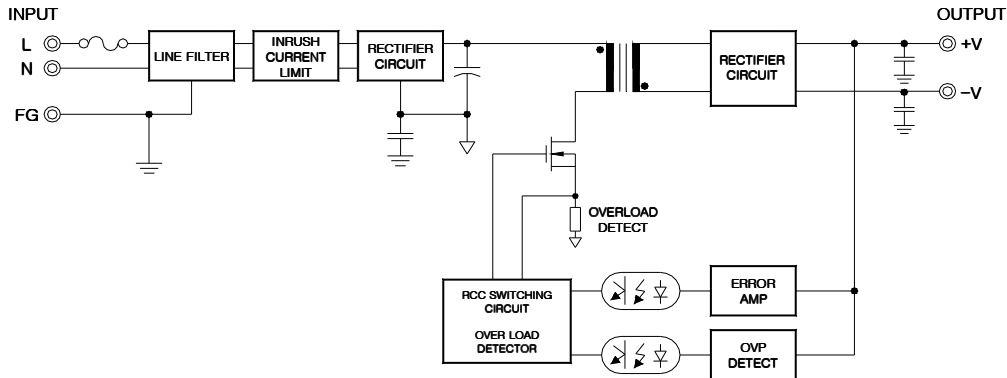 INPUT
OUTPUT
L
N
FG
LINE FILTER
INRUSH
CURRENT
LIMIT
RECTIFIER
CIRCUIT
RECTIFIER
CIRCUIT
+V
−V
OVERLOAD
DETECT
RCC SWITCHING
CIRCUIT
OVER LOAD
DETECTOR
ERROR
AMP
OVP
DETECT